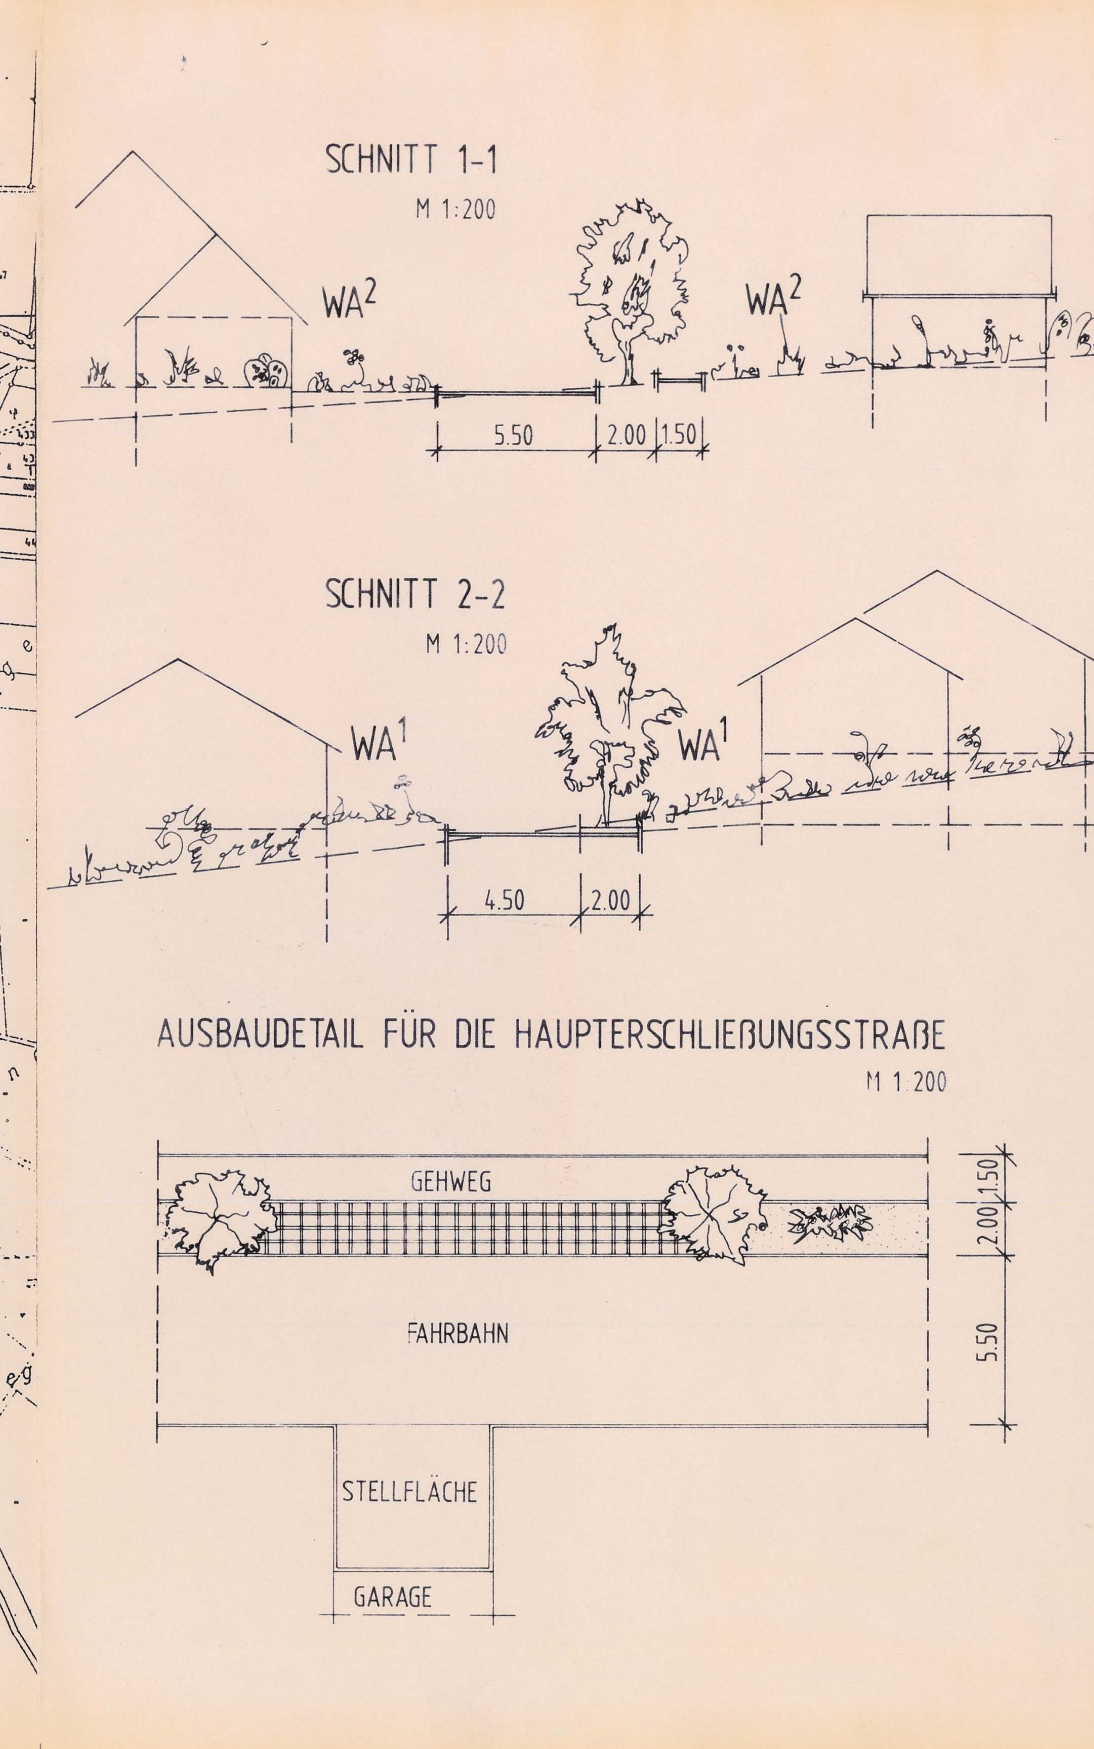 SCHNITT 1-1
M 1:200
WA²
WA²
5.50 2.00 1.50
SCHNITT 2-2
M 1:200
WA¹
WA¹
4.50 2.00
AUSBAUDETAIL FÜR DIE HAUPTERSCHLIEßUNGSSTRAßE
M 1:200
GEHWEG
1.50
2.00
FAHRBAHN
5.50
STELLFLÄCHE
GARAGE
eg